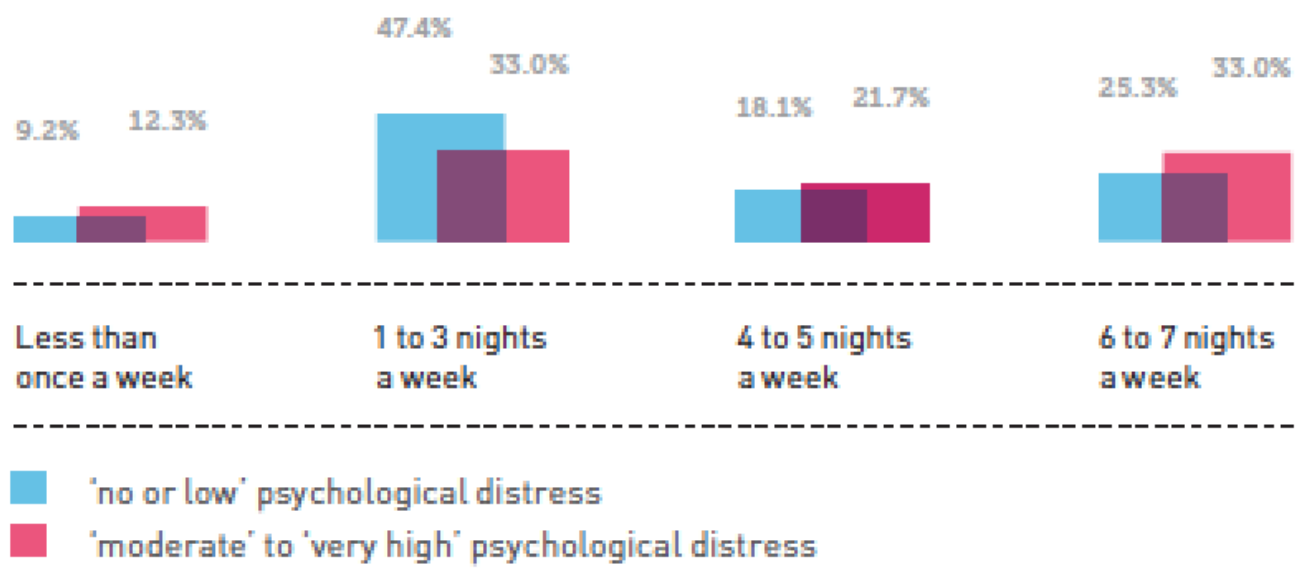 47.4%
33.0%
33.0%
25.3%
18.1%
21.7%
9.2%
12.3%
Less than
once a week
1 to 3 nights
a week
4 to 5 nights
a week
6 to 7 nights
a week
'no or low' psychological distress
'moderate' to 'very high' psychological distress